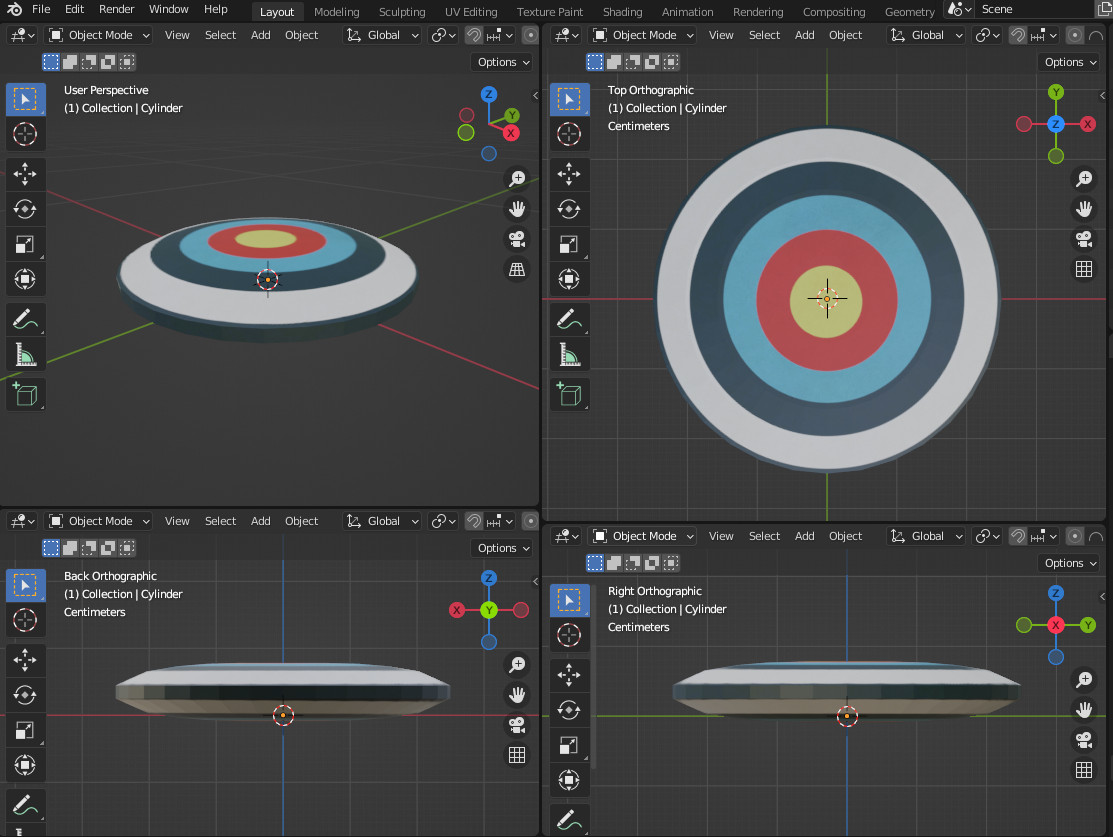 File Edit Render Window Help Layout Modeling Sculpting UV Editing Texture Paint Shading Animation Rendering Compositing Geometry Scene
Object Mode View Select Add Object Global
Options
User Perspective
(1) Collection | Cylinder
Z
Y
X
Object Mode View Select Add Object Global
Options
Top Orthographic
(1) Collection | Cylinder
Centimeters
Y
Z X
Object Mode View Select Add Object Global
Options
Back Orthographic
(1) Collection | Cylinder
Centimeters
Z
X Y
Object Mode View Select Add Object Global
Options
Right Orthographic
(1) Collection | Cylinder
Centimeters
Z
X Y